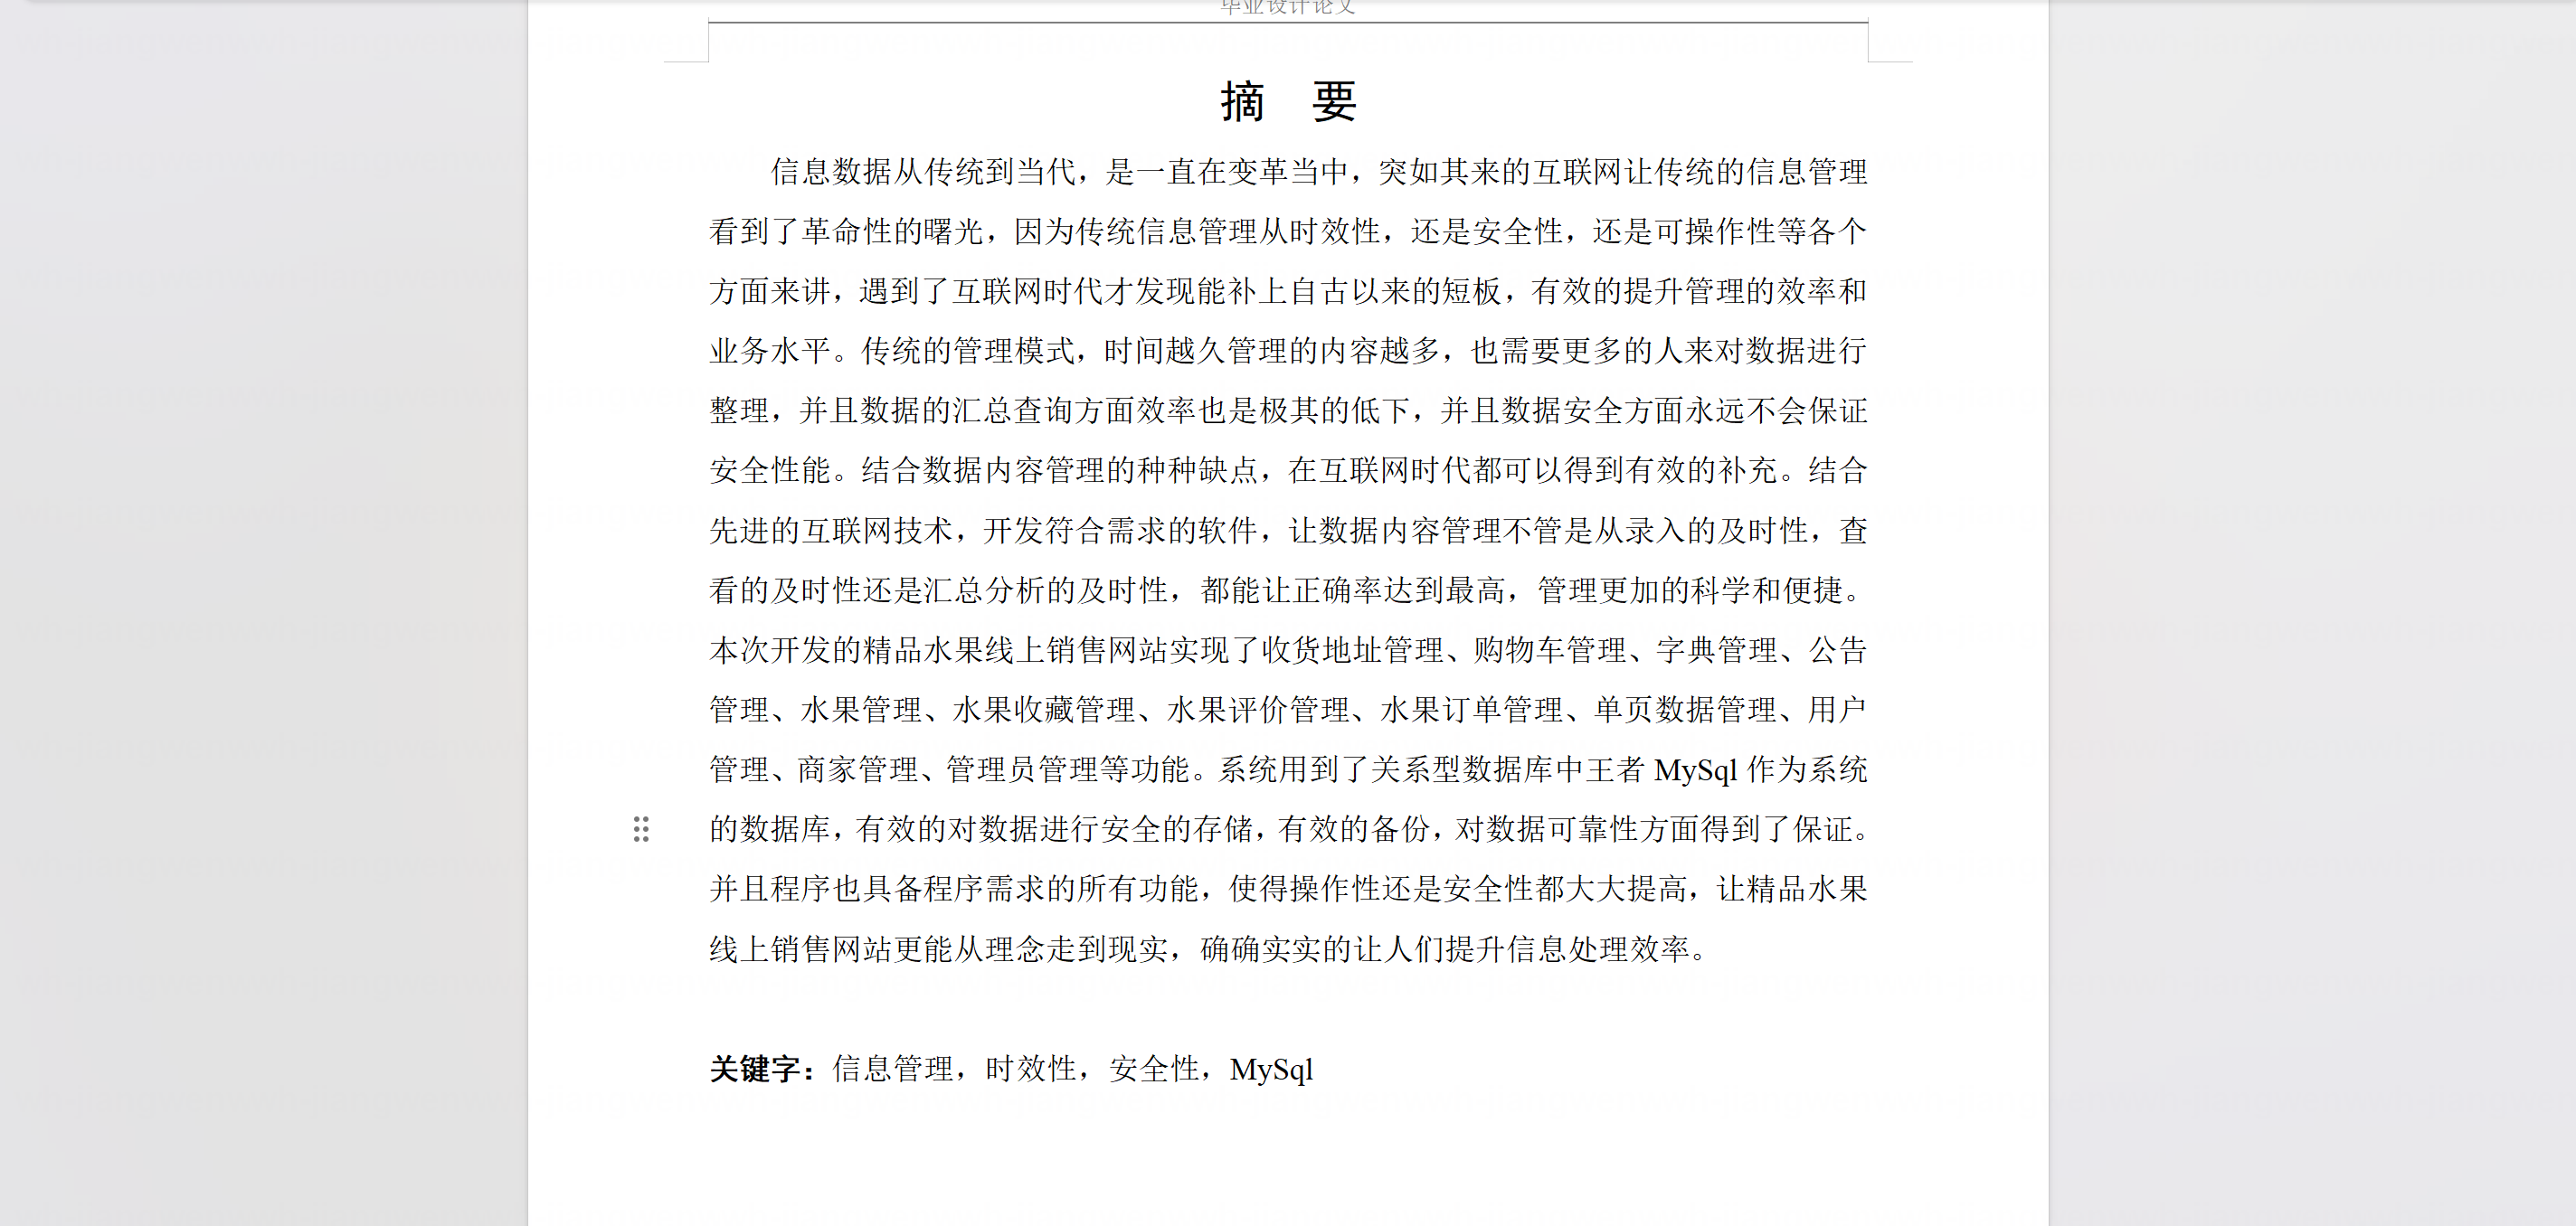 毕业设计论文
摘 要
信息数据从传统到当代，是一直在变革当中，突如其来的互联网让传统的信息管理
看到了革命性的曙光，因为传统信息管理从时效性，还是安全性，还是可操作性等各个
方面来讲，遇到了互联网时代才发现能补上自古以来的短板，有效的提升管理的效率和
业务水平。传统的管理模式，时间越久管理的内容越多，也需要更多的人来对数据进行
整理，并且数据的汇总查询方面效率也是极其的低下，并且数据安全方面永远不会保证
安全性能。结合数据内容管理的种种缺点，在互联网时代都可以得到有效的补充。结合
先进的互联网技术，开发符合需求的软件，让数据内容管理不管是从录入的及时性，查
看的及时性还是汇总分析的及时性，都能让正确率达到最高，管理更加的科学和便捷。
本次开发的精品水果线上销售网站实现了收货地址管理、购物车管理、字典管理、公告
管理、水果管理、水果收藏管理、水果评价管理、水果订单管理、单页数据管理、用户
管理、商家管理、管理员管理等功能。系统用到了关系型数据库中王者 MySql 作为系统
的数据库，有效的对数据进行安全的存储，有效的备份，对数据可靠性方面得到了保证。
并且程序也具备程序需求的所有功能，使得操作性还是安全性都大大提高，让精品水果
线上销售网站更能从理念走到现实，确确实实的让人们提升信息处理效率。
关键字：信息管理，时效性，安全性，MySql